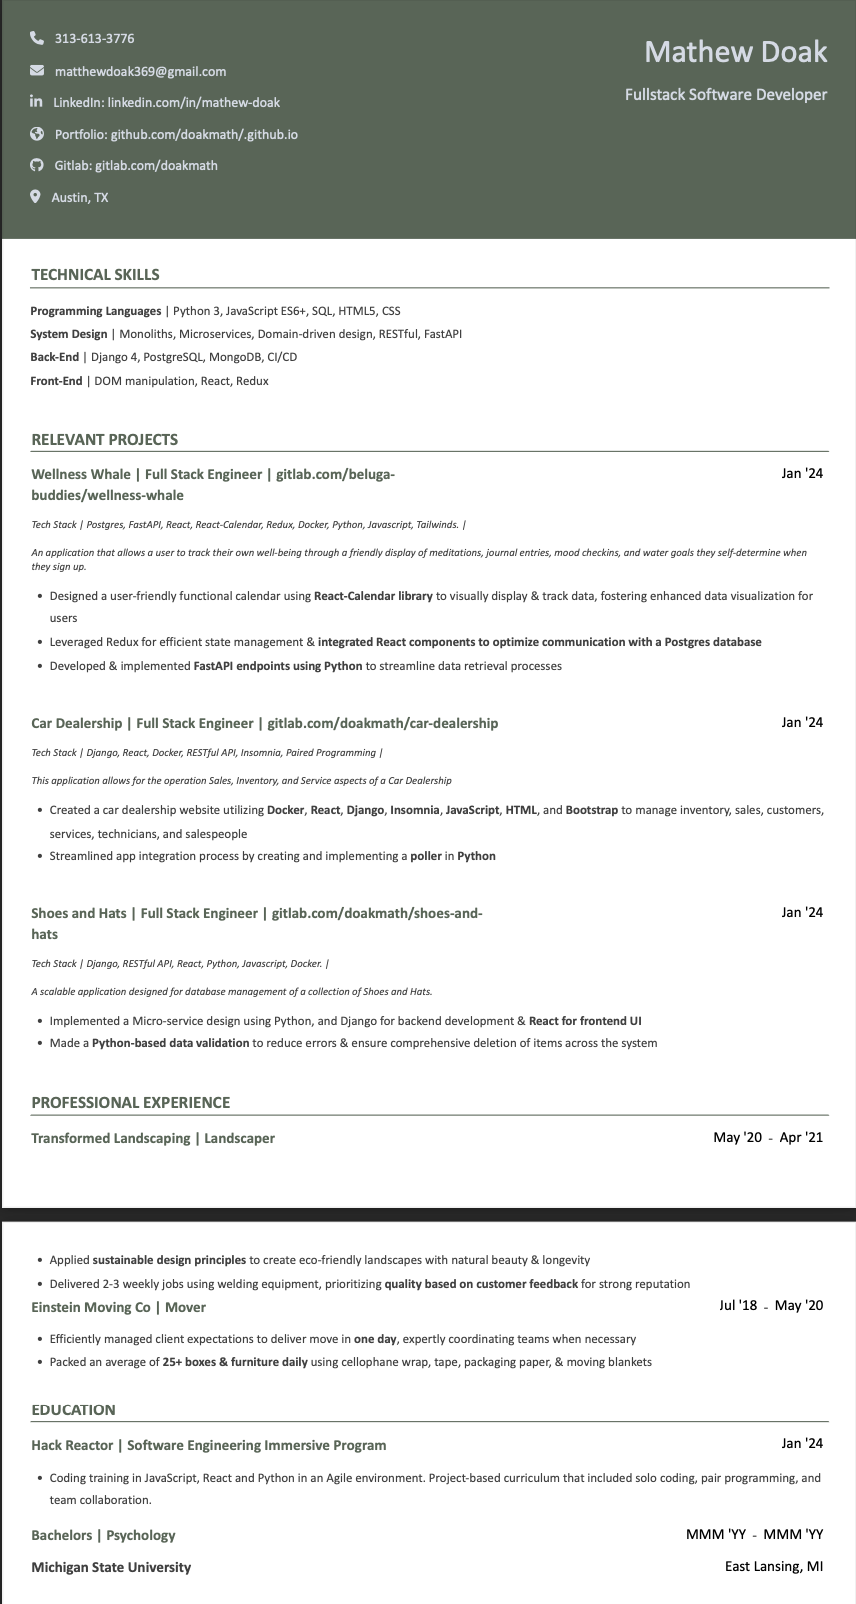 313-613-3776
matthewdoak369@gmail.com
LinkedIn: linkedin.com/in/mathew-doak
Portfolio: github.com/doakmath/.github.io
Gitlab: gitlab.com/doakmath
Austin, TX
Mathew Doak
Fullstack Software Developer
TECHNICAL SKILLS
Programming Languages | Python 3, JavaScript ES6+, SQL, HTML5, CSS
System Design | Monoliths, Microservices, Domain-driven design, RESTful, FastAPI
Back-End | Django 4, PostgreSQL, MongoDB, CI/CD
Front-End | DOM manipulation, React, Redux
RELEVANT PROJECTS
Wellness Whale | Full Stack Engineer | gitlab.com/beluga- Jan '24
buddies/wellness-whale
Tech Stack | Postgres, FastAPI, React, React-Calendar, Redux, Docker, Python, Javascript, Tailwinds. |
An application that allows a user to track their own well-being through a friendly display of meditations, journal entries, mood checkins, and water goals they self-determine when
they sign up.
• Designed a user-friendly functional calendar using React-Calendar library to visually display & track data, fostering enhanced data visualization for
users
• Leveraged Redux for efficient state management & integrated React components to optimize communication with a Postgres database
• Developed & implemented FastAPI endpoints using Python to streamline data retrieval processes
Car Dealership | Full Stack Engineer | gitlab.com/doakmath/car-dealership Jan '24
Tech Stack | Django, React, Docker, RESTful API, Insomnia, Paired Programming |
This application allows for the operation Sales, Inventory, and Service aspects of a Car Dealership
• Created a car dealership website utilizing Docker, React, Django, Insomnia, JavaScript, HTML, and Bootstrap to manage inventory, sales, customers,
services, technicians, and salespeople
• Streamlined app integration process by creating and implementing a poller in Python
Shoes and Hats | Full Stack Engineer | gitlab.com/doakmath/shoes-and- Jan '24
hats
Tech Stack | Django, RESTful API, React, Python, Javascript, Docker. |
A scalable application designed for database management of a collection of Shoes and Hats.
• Implemented a Micro-service design using Python, and Django for backend development & React for frontend UI
• Made a Python-based data validation to reduce errors & ensure comprehensive deletion of items across the system
PROFESSIONAL EXPERIENCE
Transformed Landscaping | Landscaper May '20 - Apr '21
• Applied sustainable design principles to create eco-friendly landscapes with natural beauty & longevity
• Delivered 2-3 weekly jobs using welding equipment, prioritizing quality based on customer feedback for strong reputation
Einstein Moving Co | Mover Jul '18 - May '20
• Efficiently managed client expectations to deliver move in one day, expertly coordinating teams when necessary
• Packed an average of 25+ boxes & furniture daily using cellophane wrap, tape, packaging paper, & moving blankets
EDUCATION
Hack Reactor | Software Engineering Immersive Program Jan '24
• Coding training in JavaScript, React and Python in an Agile environment. Project-based curriculum that included solo coding, pair programming, and
team collaboration.
Bachelors | Psychology MMM 'YY - MMM 'YY
Michigan State University East Lansing, MI